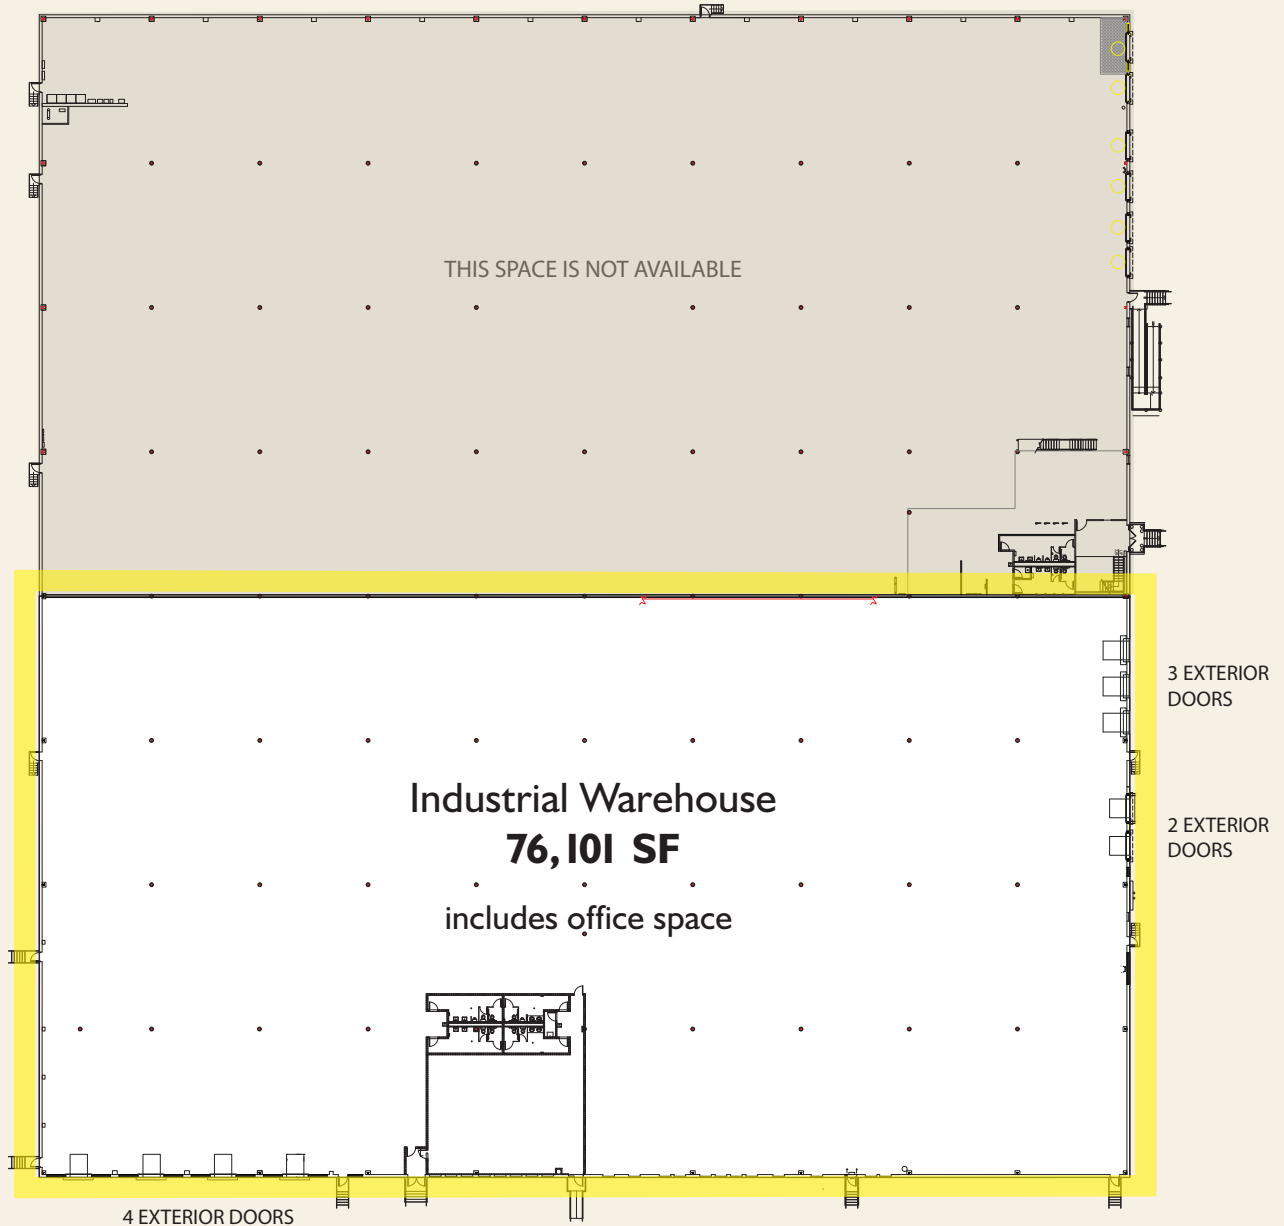 THIS SPACE IS NOT AVAILABLE
3 EXTERIOR
DOORS
Industrial Warehouse
76,101 SF
2 EXTERIOR
DOORS
includes office space
4 EXTERIOR DOORS